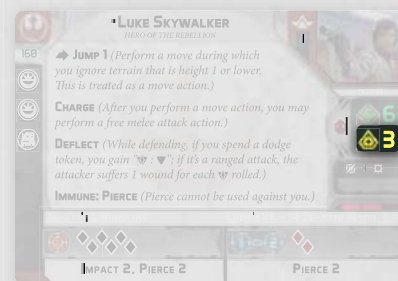 LUKE SKYWALKER
HERO OF THE REBELLION
160
JUMP 1 (Perform a move during which
you ignore terrain that is height 1 or lower.
This is treated as a move action.)
CHARGE (After you perform a move action, you may
perform a free melee attack action.)
DEFLECT (While defending, if you spend a dodge
token, you gain " : "; if it's a ranged attack, the
attacker suffers 1 wound for each rolled.)
IMMUNE: PIERCE (Pierce cannot be used against you.)
6
3
IMPACT 2, PIERCE 2
PIERCE 2